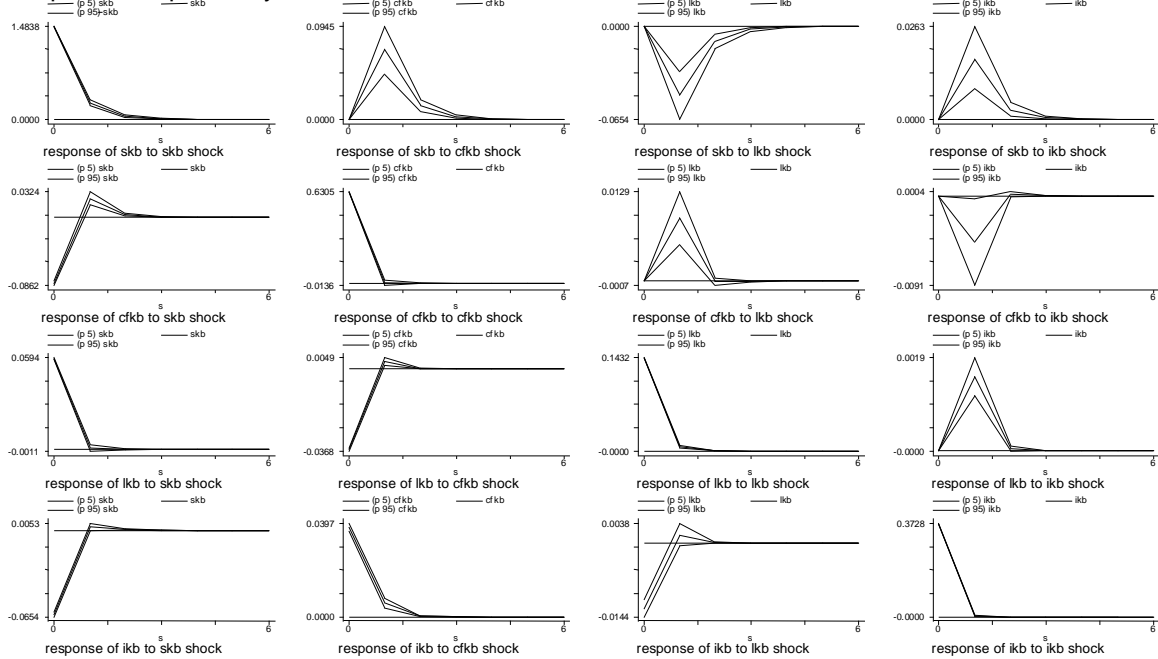 (p 5) skb skb (p 5) cfkb cfkb lkb (p 5) ikb ikb
(p 95) skb (p 95) cfkb (p 95) lkb (p 95) ikb
1.4838 0.0945 0.0000 0.0263
0.0000 0.0000 -0.0654 0.0000
0 6 0 6 0 6 0 6
s s s s
response of skb to skb shock response of skb to cfkb shock response of skb to lkb shock response of skb to ikb shock
(p 5) skb skb (p 5) cfkb cfkb (p 5) lkb lkb (p 5) ikb ikb
(p 95) skb (p 95) cfkb (p 95) lkb (p 95) ikb
0.0324 0.6305 0.0129 0.0004
-0.0862 -0.0136 -0.0007 -0.0091
0 6 0 6 0 6 0 6
s s s s
response of cfkb to skb shock response of cfkb to cfkb shock response of cfkb to lkb shock response of cfkb to ikb shock
(p 5) skb skb (p 5) cfkb cfkb (p 5) lkb lkb (p 5) ikb ikb
(p 95) skb (p 95) cfkb (p 95) lkb (p 95) ikb
0.0594 0.0049 0.1432 0.0019
-0.0011 -0.0368 -0.0000 -0.0000
0 6 0 6 0 6 0 6
s s s s
response of lkb to skb shock response of lkb to cfkb shock response of lkb to lkb shock response of lkb to ikb shock
(p 5) skb skb (p 5) cfkb cfkb (p 5) lkb lkb (p 5) ikb ikb
(p 95) skb (p 95) cfkb (p 95) lkb (p 95) ikb
0.0053 0.0397 0.0038 0.3728
-0.0654 0.0000 -0.0144 -0.0000
0 6 0 6 0 6 0 6
s s s s
response of ikb to skb shock response of ikb to cfkb shock response of ikb to lkb shock response of ikb to ikb shock